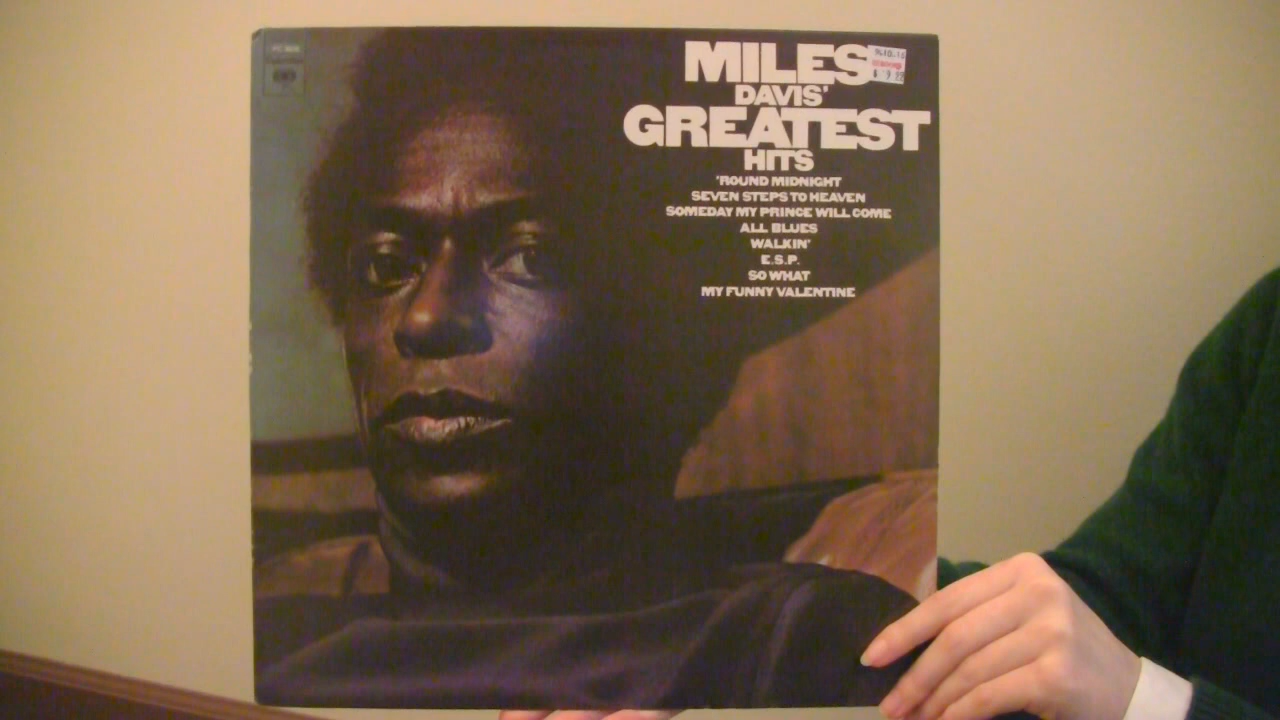 MILES
DAVIS'
GREATEST
HITS
'ROUND MIDNIGHT
SEVEN STEPS TO HEAVEN
SOMEDAY MY PRINCE WILL COME
ALL BLUES
WALKIN'
E.S.P.
SO WHAT
MY FUNNY VALENTINE